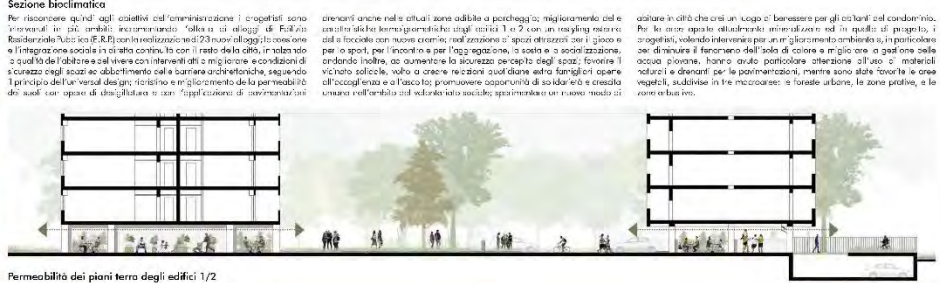 Sezione bioclimatica
Per rispondere quindi agli obiettivi dell'amministrazione i progettisti sono
intervenuti in più ambiti: incrementando l'offerta di alloggi di Edilizia
Residenziale Pubblica (E.R.P.) con la realizzazione di 23 nuovi alloggi; la coesione
e l'integrazione sociale in diretta continuità con il resto della città, innalzando
la qualità dell'abitare e del vivere con interventi atti a migliorare le condizioni di
sicurezza degli spazi ed abbattimento delle barriere architettoniche, seguendo
i principi dell'universal design; ripristino e miglioramento della permeabilità
dei suoli con opere di desigillatura e con l'applicazione di pavimentazioni
drenanti anche nelle attuali zone adibite a parcheggio; miglioramento delle
caratteristiche termoigrometriche degli edifici 1 e 2 con un restyling esterno
delle facciate con nuove cromie; realizzazione di spazi attrezzati per il gioco e
per lo sport, per l'incontro e per l'aggregazione, la sosta e la socializzazione,
andando inoltre, ad aumentare la sicurezza percepita degli spazi; favorire il
vicinato solidale, volto a creare relazioni quotidiane extra famigliari opere
all'accoglienza e all'ascolto; promuovere opportunità di solidarietà e crescita
umana nell'ambito del volontariato sociale; sperimentare un nuovo modo di
abitare in città che crei un luogo di benessere per gli abitanti del condominio.
Per le aree aperte attualmente mineralizzate ed in quelle di progetto, i
progettisti, volendo intervenire per un miglioramento ambientale, in particolare
per diminuire il fenomeno dell'isola di calore e migliorare la gestione delle
acque piovane, hanno avuto particolare attenzione all'uso di materiali
naturali e drenanti per le pavimentazioni, mentre sono state favorite le aree
vegetali, suddivise in tre macroaree: le foreste urbane, le zone prative, e le
zone arbustive.
Permeabilità dei piani terra degli edifici 1/2